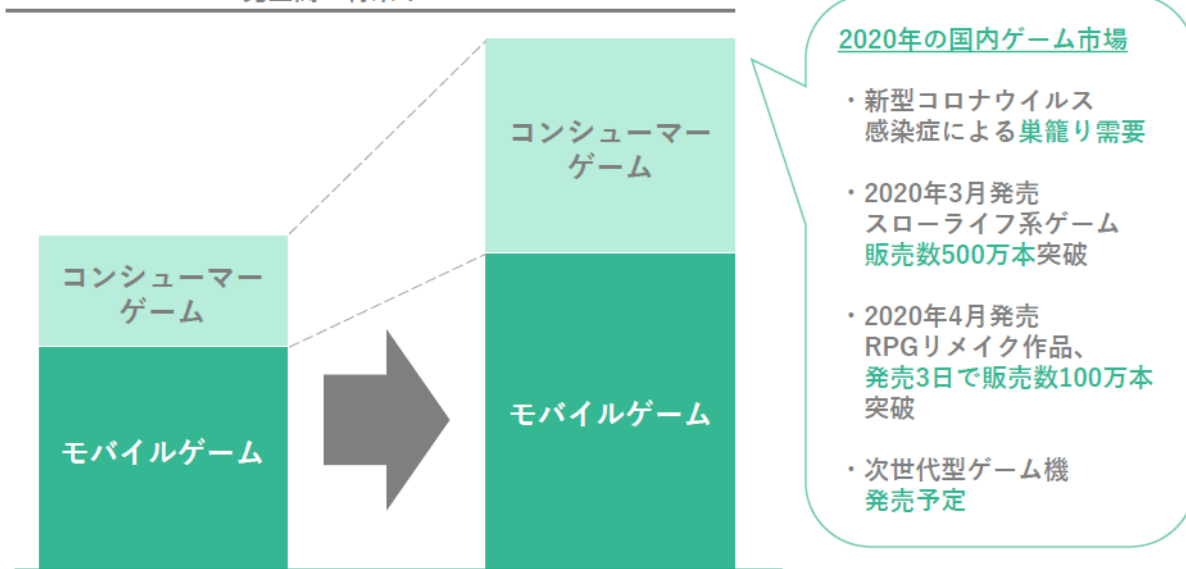 コンシューマー
ゲーム
モバイルゲーム
コンシューマー
ゲーム
モバイルゲーム
2020年の国内ゲーム市場
・新型コロナウイルス
感染症による巣籠り需要
・2020年3月発売
スローライフ系ゲーム
販売数500万本突破
・2020年4月発売
RPGリメイク作品、
発売3日で販売数100万本
突破
・次世代型ゲーム機
発売予定